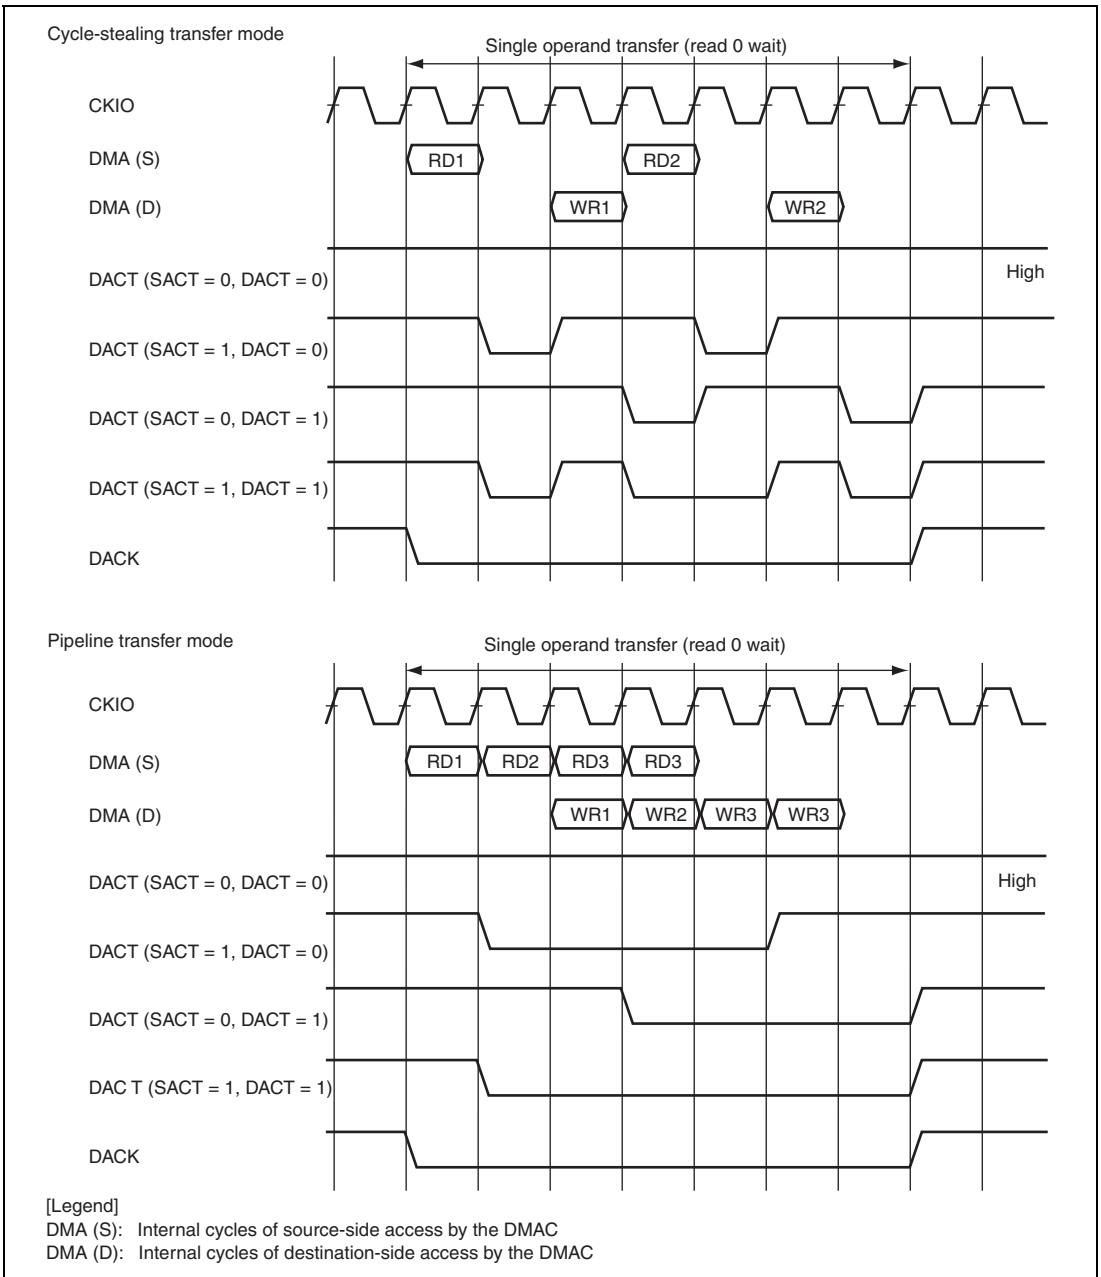 Cycle-stealing transfer mode
Single operand transfer (read 0 wait)
CKIO
DMA (S)
RD1
RD2
DMA (D)
WR1
WR2
DACT (SACT = 0, DACT = 0)
High
DACT (SACT = 1, DACT = 0)
DACT (SACT = 0, DACT = 1)
DACT (SACT = 1, DACT = 1)
DACK
Pipeline transfer mode
Single operand transfer (read 0 wait)
CKIO
DMA (S)
RD1
RD2
RD3
RD3
DMA (D)
WR1
WR2
WR3
WR3
DACT (SACT = 0, DACT = 0)
High
DACT (SACT = 1, DACT = 0)
DACT (SACT = 0, DACT = 1)
DAC T (SACT = 1, DACT = 1)
DACK
[Legend]
DMA (S): Internal cycles of source-side access by the DMAC
DMA (D): Internal cycles of destination-side access by the DMAC